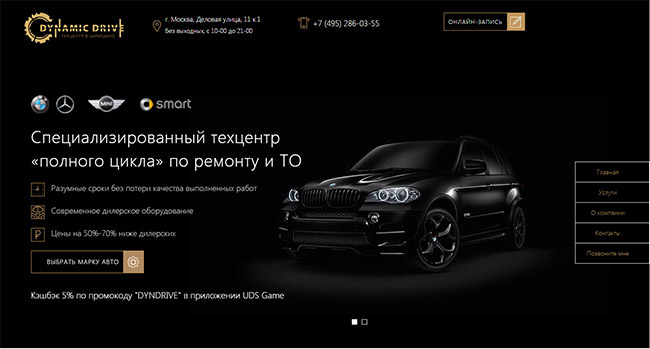 DYNAMIC DRIVE
ТЕХЦЕНТР В ЦАРИЦЫНО
г. Москва, Деловая улица, 11 к.1
Без выходных, с 10-00 до 21-00
+7 (495) 286-03-55
ОНЛАЙН-ЗАПИСЬ
MINI
smart
Специализированный техцентр
«полного цикла» по ремонту и ТО
Разумные сроки без потери качества выполненных работ
Современное дилерское оборудование
Цены на 50%-70% ниже дилерских
ВЫБРАТЬ МАРКУ АВТО
Кэшбэк 5% по промокоду "DYNDRIVE" в приложении UDS Game
Главная
Услуги
О компании
Контакты
Позвоните мне